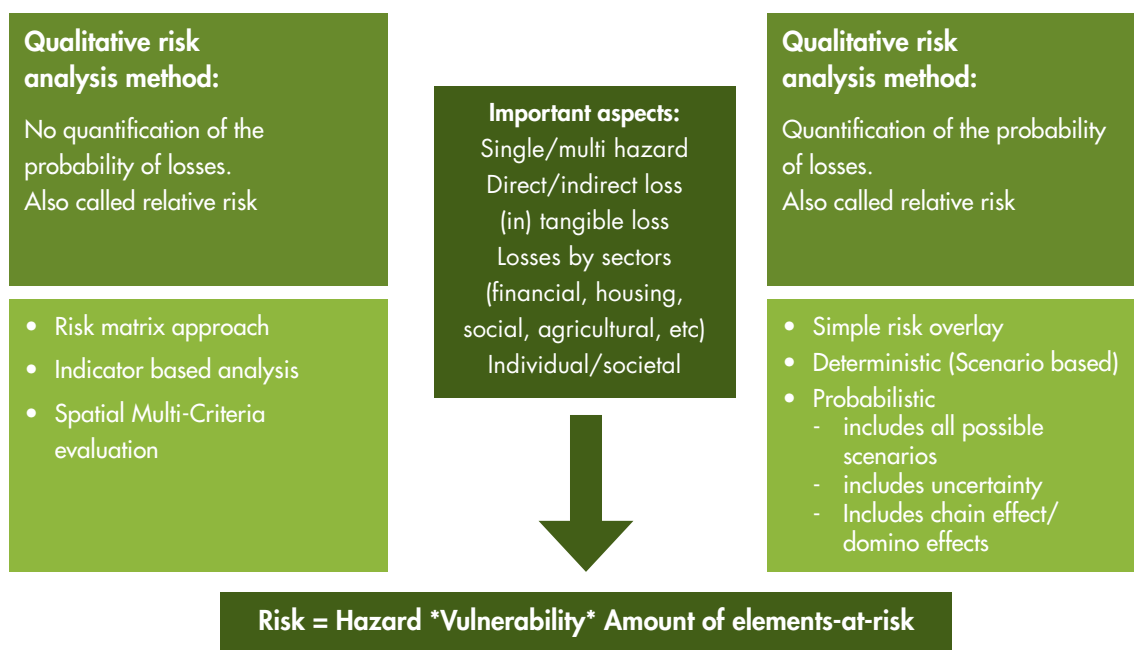 Qualitative risk
analysis method:
No quantification of the
probability of losses.
Also called relative risk
• Risk matrix approach
• Indicator based analysis
• Spatial Multi-Criteria
evaluation
Important aspects:
Single/multi hazard
Direct/indirect loss
(in) tangible loss
Losses by sectors
(financial, housing,
social, agricultural, etc)
Individual/societal
Qualitative risk
analysis method:
Quantification of the probability
of losses.
Also called relative risk
• Simple risk overlay
• Deterministic (Scenario based)
• Probabilistic
- includes all possible
scenarios
- includes uncertainty
- Includes chain effect/
domino effects
Risk = Hazard *Vulnerability* Amount of elements-at-risk